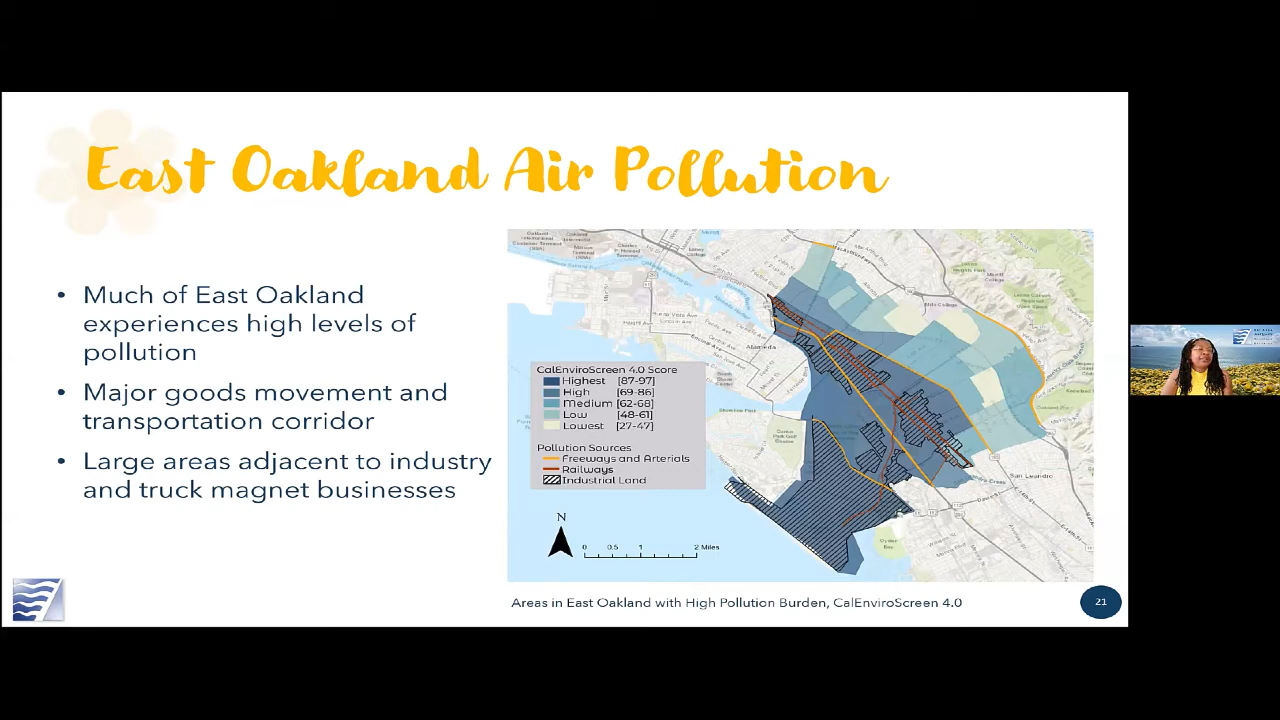 East Oakland Air Pollution
• Much of East Oakland
experiences high levels of
pollution
• Major goods movement and
transportation corridor
• Large areas adjacent to industry
and truck magnet businesses
Alameda
San Leandro
CalEnviroScreen 4.0 Score
Highest [87-97]
High [69-86]
Medium [62-68]
Low [48-61]
Lowest [27-47]
Pollution Sources
Freeways and Arterials
Railways
Industrial Land
N
0 0.5 1 2 Miles
Areas in East Oakland with High Pollution Burden, CalEnviroScreen 4.0
21